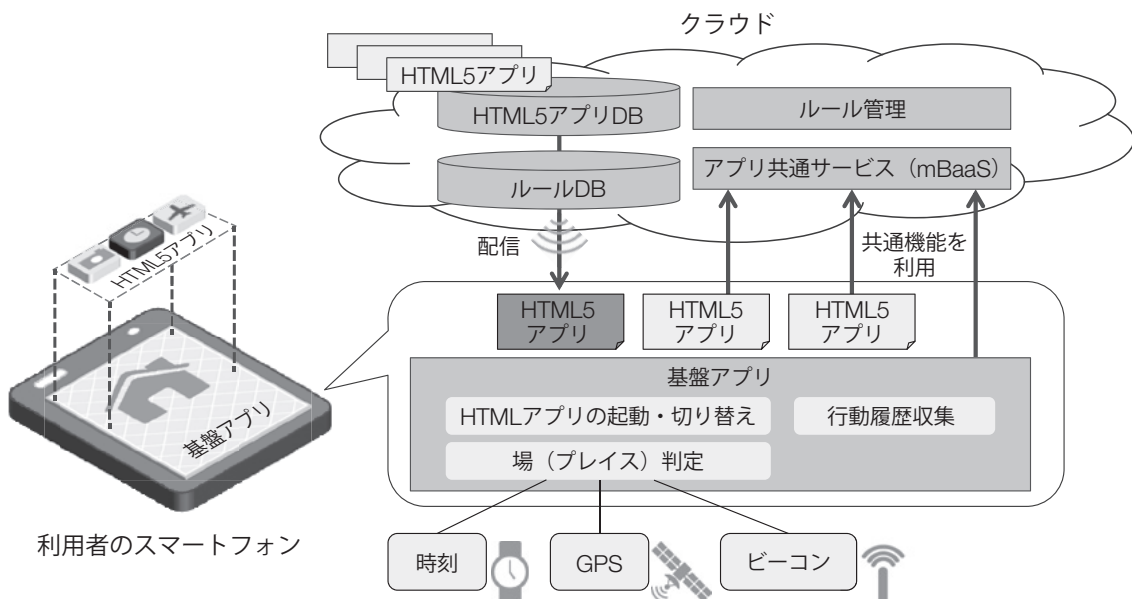 クラウド
HTML5アプリ
HTML5アプリDB
ルール管理
ルールDB
アプリ共通サービス（mBaaS）
配信
共通機能を
利用
HTML5アプリ
基盤アプリ
利用者のスマートフォン
HTML5
アプリ
HTML5
アプリ
HTML5
アプリ
基盤アプリ
HTMLアプリの起動・切り替え
行動履歴収集
場（プレイス）判定
時刻
GPS
ビーコン